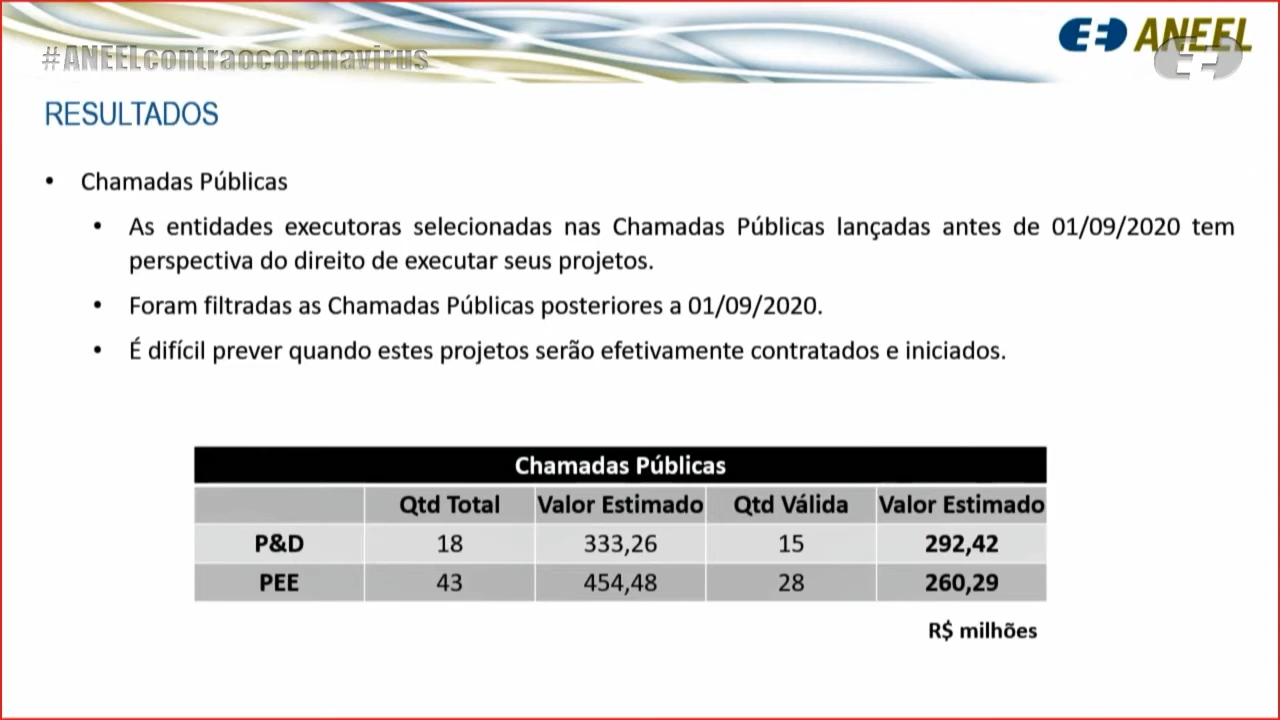 #ANEELcontraocoronavirus
ANEEL
RESULTADOS
• Chamadas Públicas
• As entidades executoras selecionadas nas Chamadas Públicas lançadas antes de 01/09/2020 tem
perspectiva do direito de executar seus projetos.
• Foram filtradas as Chamadas Públicas posteriores a 01/09/2020.
• É difícil prever quando estes projetos serão efetivamente contratados e iniciados.
Chamadas Públicas
Qtd Total Valor Estimado Qtd Válida Valor Estimado
P&D 18 333,26 15 292,42
PEE 43 454,48 28 260,29
R$ milhões